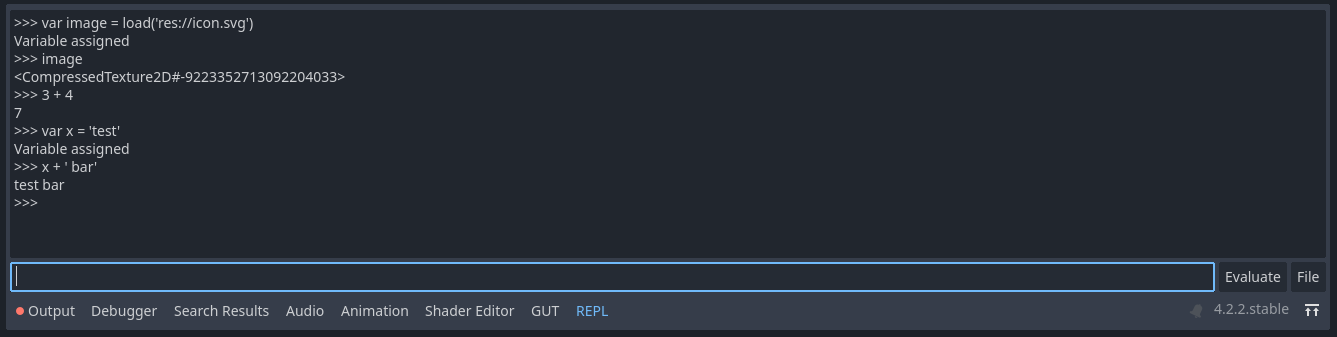 >>> var image = load('res://icon.svg')
Variable assigned
>>> image
<CompressedTexture2D#-9223352713092204033>
>>> 3 + 4
7
>>> var x = 'test'
Variable assigned
>>> x + ' bar'
test bar
>>>
Evaluate File
Output Debugger Search Results Audio Animation Shader Editor GUT REPL 4.2.2.stable